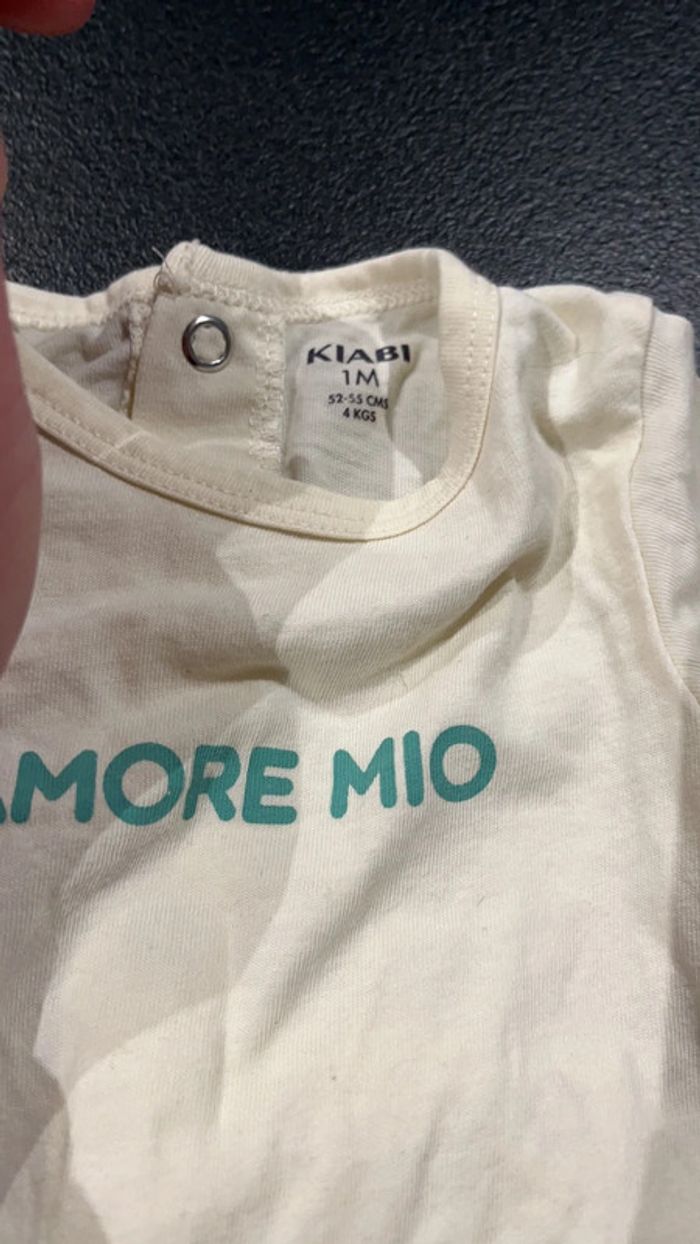 KIABI
1M
52-55 CMS
4 KGS
AMORE MIO